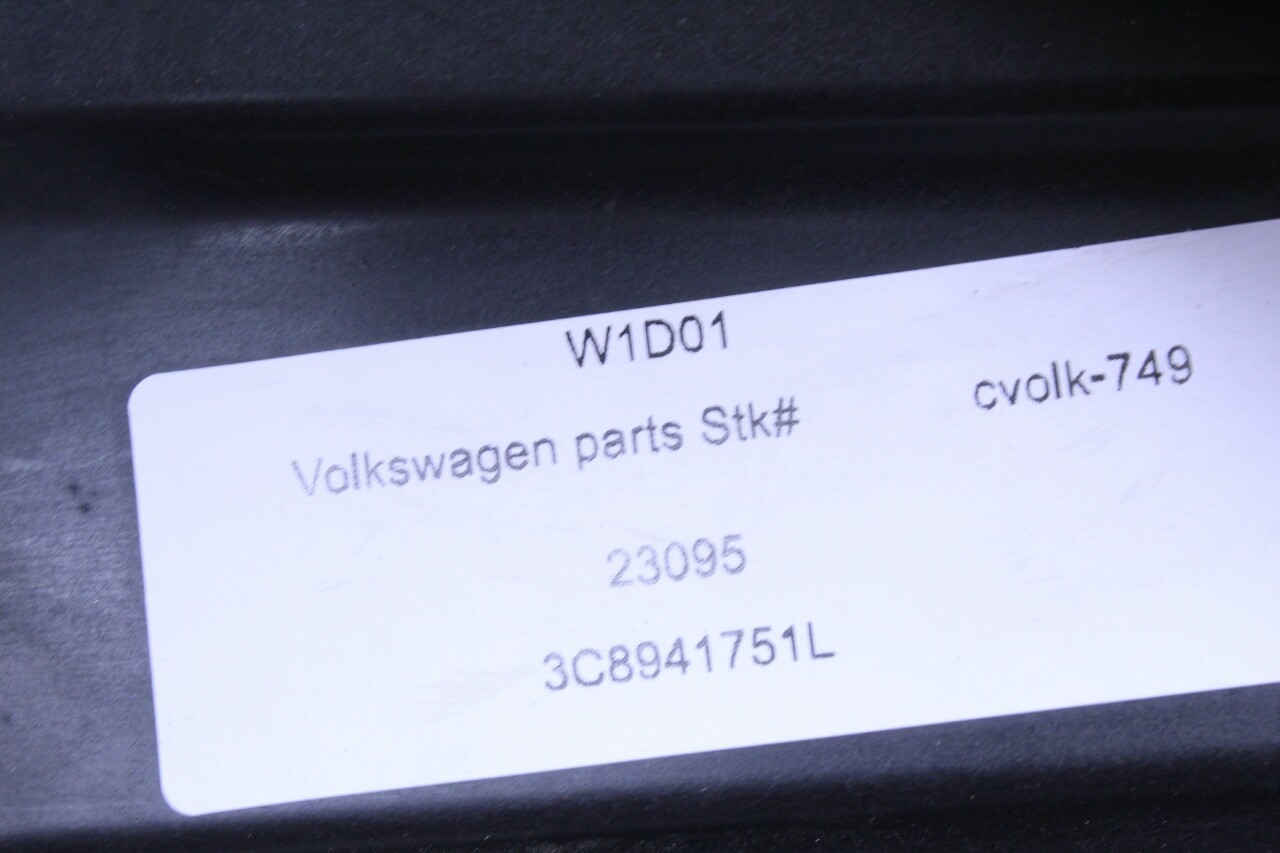 W1D01
cvolk-749
Volkswagen parts Stk#
23095
3C8941751L